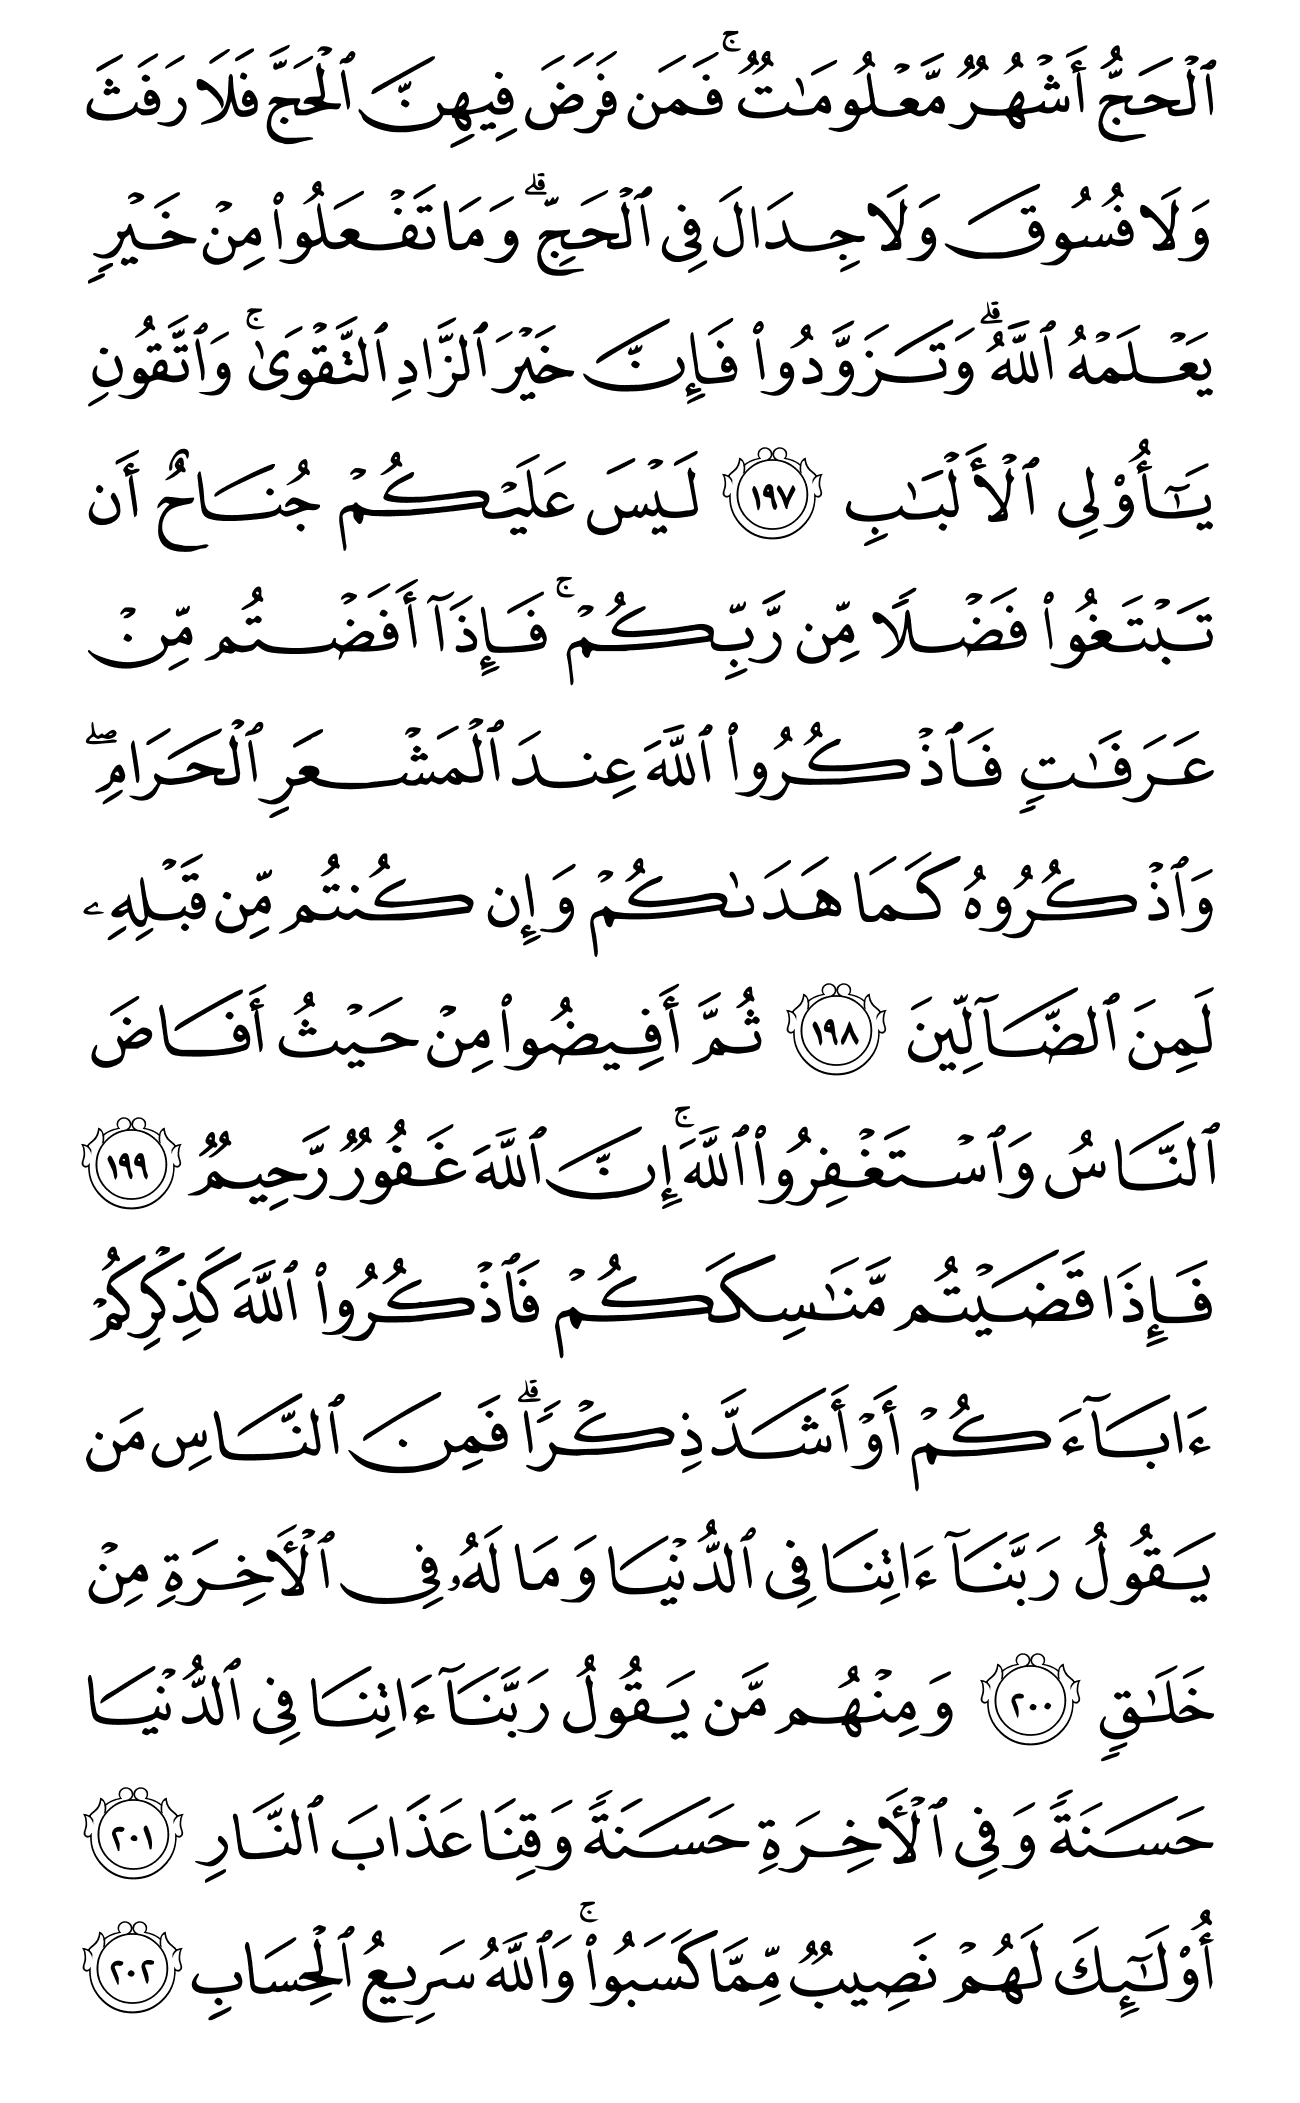 ٱلْحَجُّ أَشْهُرٌ مَّعْلُومَٰتٌ ۚ فَمَن فَرَضَ فِيهِنَّ ٱلْحَجَّ فَلَا رَفَثَ
وَلَا فُسُوقَ وَلَا جِدَالَ فِى ٱلْحَجِّ ۗ وَمَا تَفْعَلُوا۟ مِنْ خَيْرٍ
يَعْلَمْهُ ٱللَّهُ ۗ وَتَزَوَّدُوا۟ فَإِنَّ خَيْرَ ٱلزَّادِ ٱلتَّقْوَىٰ ۚ وَٱتَّقُونِ
يَٰٓأُو۟لِى ٱلْأَلْبَٰبِ ١٩٧ لَيْسَ عَلَيْكُمْ جُنَاحٌ أَن
تَبْتَغُوا۟ فَضْلًا مِّن رَّبِّكُمْ ۚ فَإِذَآ أَفَضْتُم مِّنْ
عَرَفَٰتٍ فَٱذْكُرُوا۟ ٱللَّهَ عِندَ ٱلْمَشْعَرِ ٱلْحَرَامِ ۖ
وَٱذْكُرُوهُ كَمَا هَدَىٰكُمْ وَإِن كُنتُم مِّن قَبْلِهِۦ
لَمِنَ ٱلضَّآلِّينَ ١٩٨ ثُمَّ أَفِيضُوا۟ مِنْ حَيْثُ أَفَاضَ
ٱلنَّاسُ وَٱسْتَغْفِرُوا۟ ٱللَّهَ ۚ إِنَّ ٱللَّهَ غَفُورٌ رَّحِيمٌ ١٩٩
فَإِذَا قَضَيْتُم مَّنَٰسِكَكُمْ فَٱذْكُرُوا۟ ٱللَّهَ كَذِكْرِكُمْ
ءَابَآءَكُمْ أَوْ أَشَدَّ ذِكْرًا ۗ فَمِنَ ٱلنَّاسِ مَن
يَقُولُ رَبَّنَآ ءَاتِنَا فِى ٱلدُّنْيَا وَمَا لَهُۥ فِى ٱلْأَخِرَةِ مِنْ
خَلَٰقٍ ٢٠٠ وَمِنْهُم مَّن يَقُولُ رَبَّنَآ ءَاتِنَا فِى ٱلدُّنْيَا
حَسَنَةً وَفِى ٱلْأَخِرَةِ حَسَنَةً وَقِنَا عَذَابَ ٱلنَّارِ ٢٠١
أُو۟لَٰٓئِكَ لَهُمْ نَصِيبٌ مِّمَّا كَسَبُوا۟ ۚ وَٱللَّهُ سَرِيعُ ٱلْحِسَابِ ٢٠٢